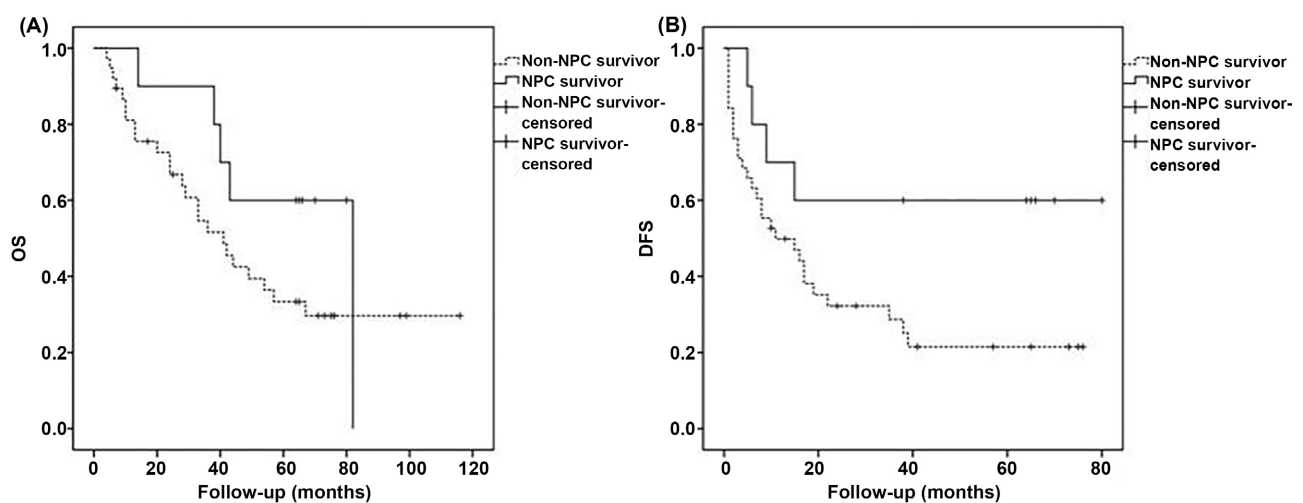 (A)
OS
1.0
0.8
0.6
0.4
0.2
0.0
0 20 40 60 80 100 120
Follow-up (months)
Non-NPC survivor
NPC survivor
Non-NPC survivor-
censored
NPC survivor-
censored
(B)
DFS
1.0
0.8
0.6
0.4
0.2
0.0
0 20 40 60 80
Follow-up (months)
Non-NPC survivor
NPC survivor
Non-NPC survivor-
censored
NPC survivor-
censored